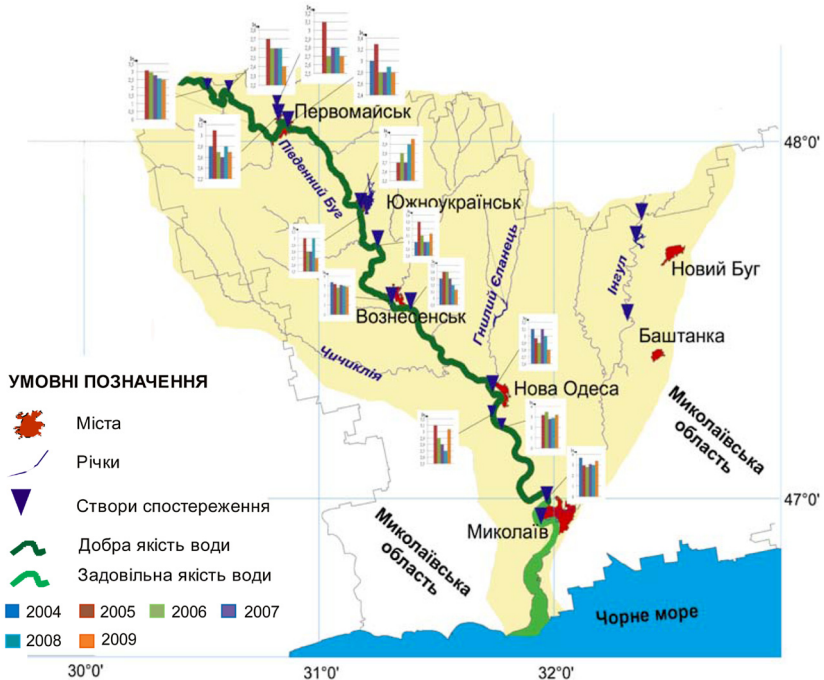 Первомайськ
48°0'
Південний Буг
Южноукраїнськ
Гнилий Єланець
Інгул
Новий Буг
Вознесенськ
Баштанка
Чичиклія
УМОВНІ ПОЗНАЧЕННЯ
Нова Одеса
Міста
Миколаївська
область
Річки
Створи спостереження
47°0'
Миколаїв
Миколаївська
область
Добра якість води
Задовільна якість води
2004 2005 2006 2007
2008 2009
Чорне море
30°0' 31°0' 32°0'